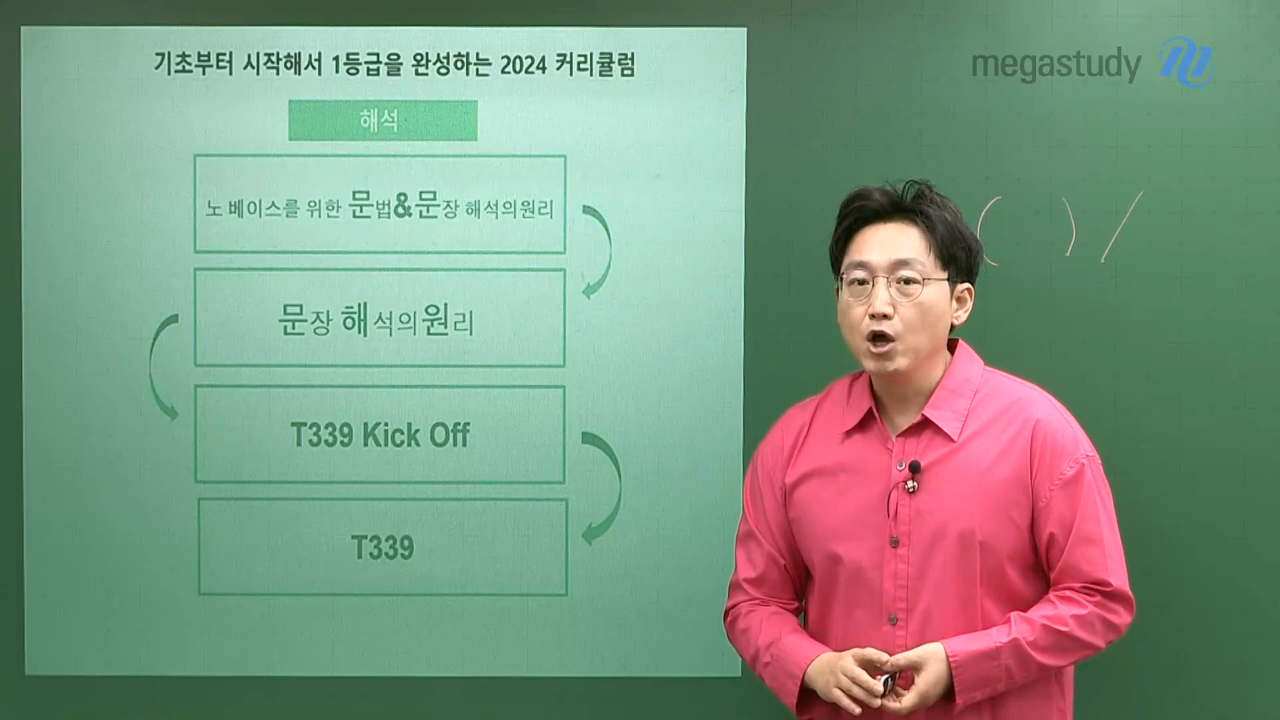 기초부터 시작해서 1등급을 완성하는 2024 커리큘럼
megastudy
해석
노 베이스를 위한 문법&문장 해석의원리
문장 해석의원리
T339 Kick Off
T339
( ) /